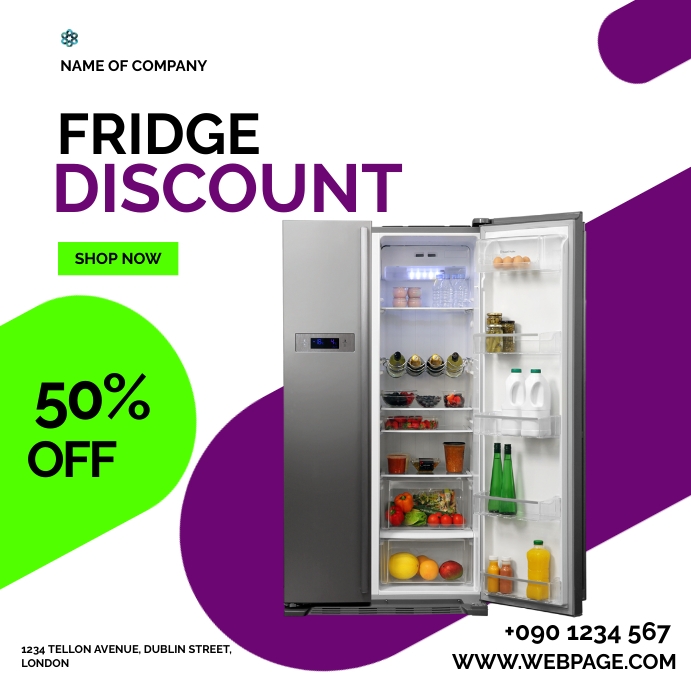 NAME OF COMPANY
FRIDGE
DISCOUNT
SHOP NOW
50%
OFF
1234 TELLON AVENUE, DUBLIN STREET,
LONDON
+090 1234 567
WWW.WEBPAGE.COM